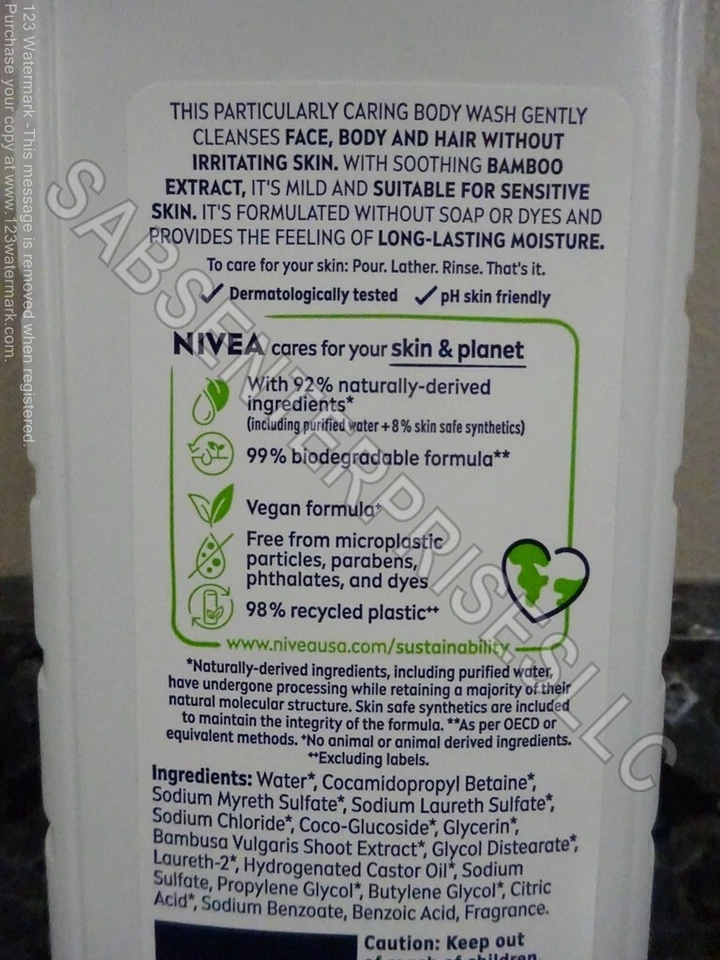 THIS PARTICULARLY CARING BODY WASH GENTLY
CLEANSES FACE, BODY AND HAIR WITHOUT
IRRITATING SKIN. WITH SOOTHING BAMBOO
EXTRACT, IT'S MILD AND SUITABLE FOR SENSITIVE
SKIN. IT'S FORMULATED WITHOUT SOAP OR DYES AND
PROVIDES THE FEELING OF LONG-LASTING MOISTURE.
To care for your skin: Pour. Lather. Rinse. That's it.
✓ Dermatologically tested ✓ pH skin friendly
NIVEA cares for your skin & planet
With 92% naturally-derived
ingredients*
(including purified water + 8% skin safe synthetics)
99% biodegradable formula**
Vegan formula⁺
Free from microplastic
particles, parabens,
phthalates, and dyes
98% recycled plastic⁺⁺
www.niveausa.com/sustainability
*Naturally-derived ingredients, including purified water,
have undergone processing while retaining a majority of their
natural molecular structure. Skin safe synthetics are included
to maintain the integrity of the formula. **As per OECD or
equivalent methods. ⁺No animal or animal derived ingredients.
⁺⁺Excluding labels.
Ingredients: Water*, Cocamidopropyl Betaine*,
Sodium Myreth Sulfate*, Sodium Laureth Sulfate*,
Sodium Chloride*, Coco-Glucoside*, Glycerin*,
Bambusa Vulgaris Shoot Extract*, Glycol Distearate*,
Laureth-2*, Hydrogenated Castor Oil*, Sodium
Sulfate, Propylene Glycol*, Butylene Glycol*, Citric
Acid*, Sodium Benzoate, Benzoic Acid, Fragrance.
Caution: Keep out
of reach of children.
SABSENTERPRISESLLC
123 Watermark -This message is removed when registered.
Purchase your copy at www.123watermark.com.